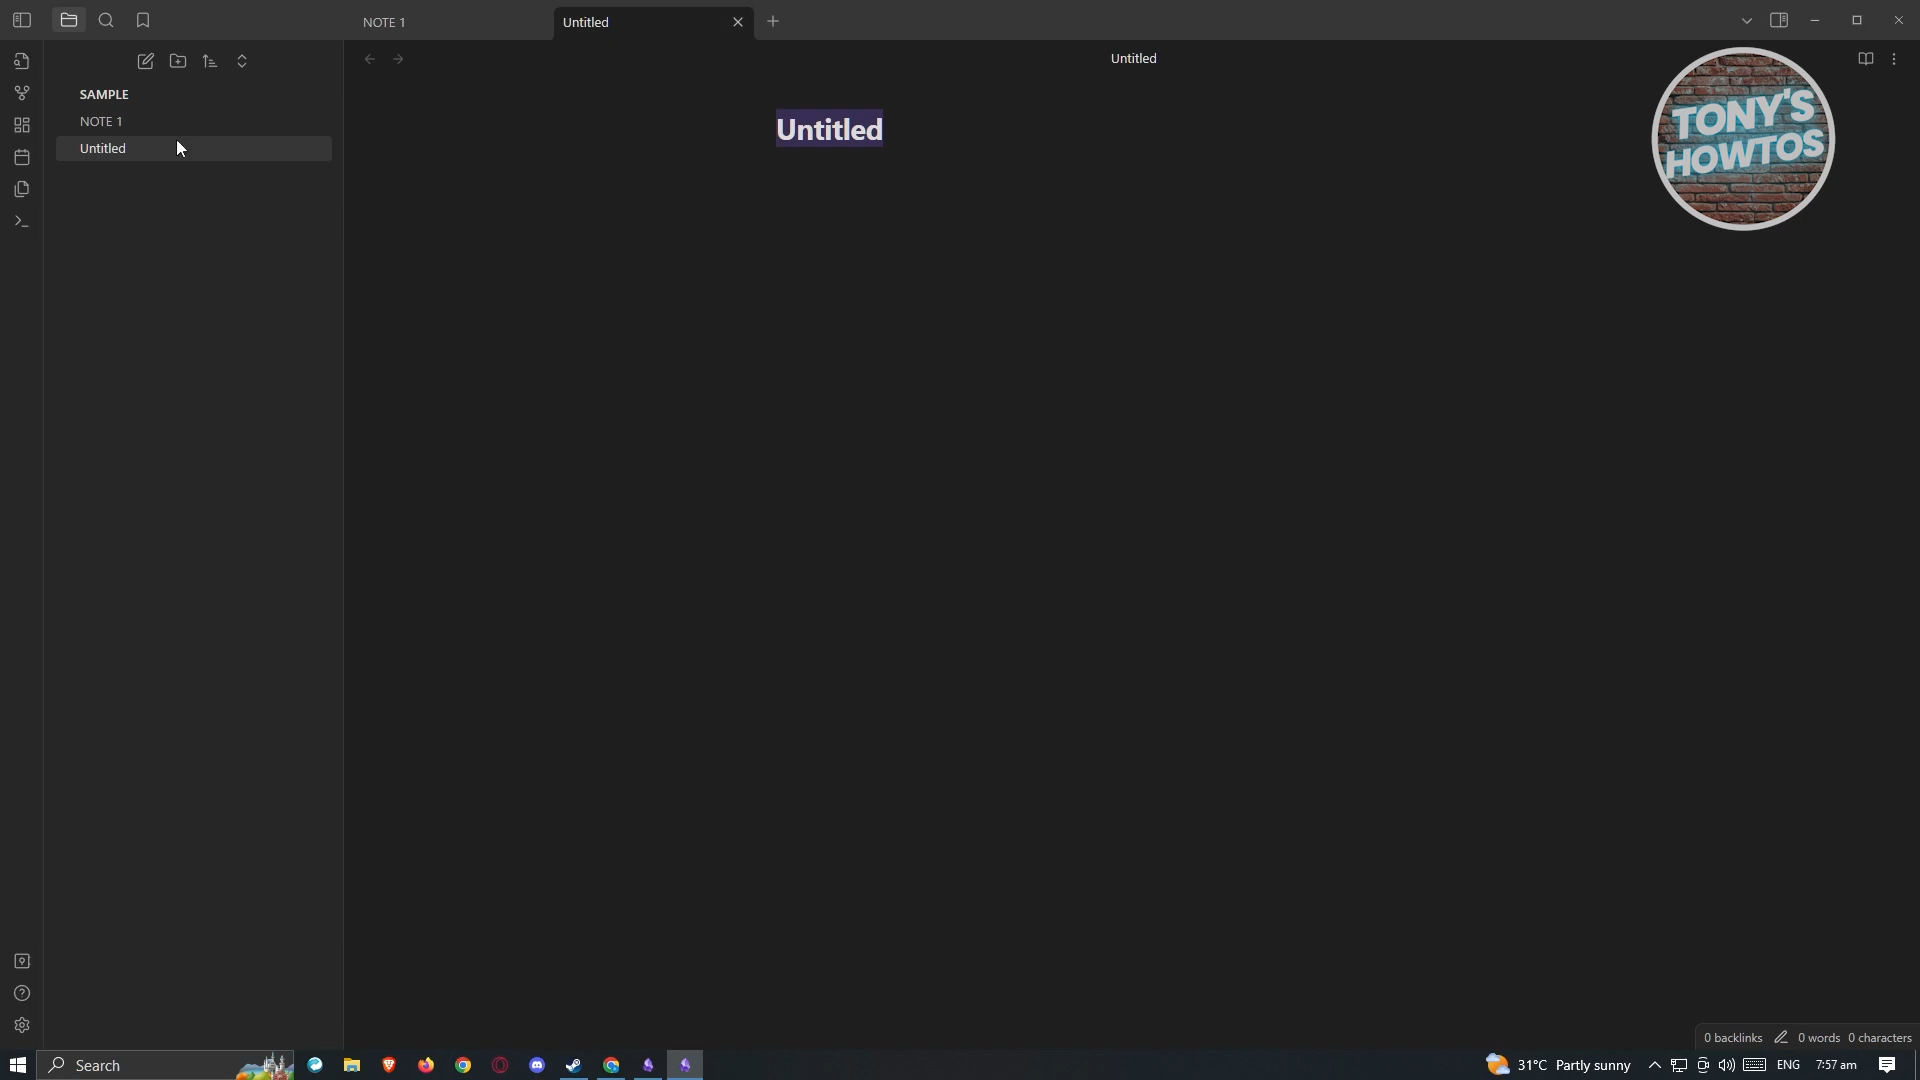 NOTE 1
Untitled
Untitled
TONY'S
HOWTOS
SAMPLE
NOTE 1
Untitled
Untitled
0 backlinks 0 words 0 characters
Search
31°C Partly sunny
ENG
7:57 am